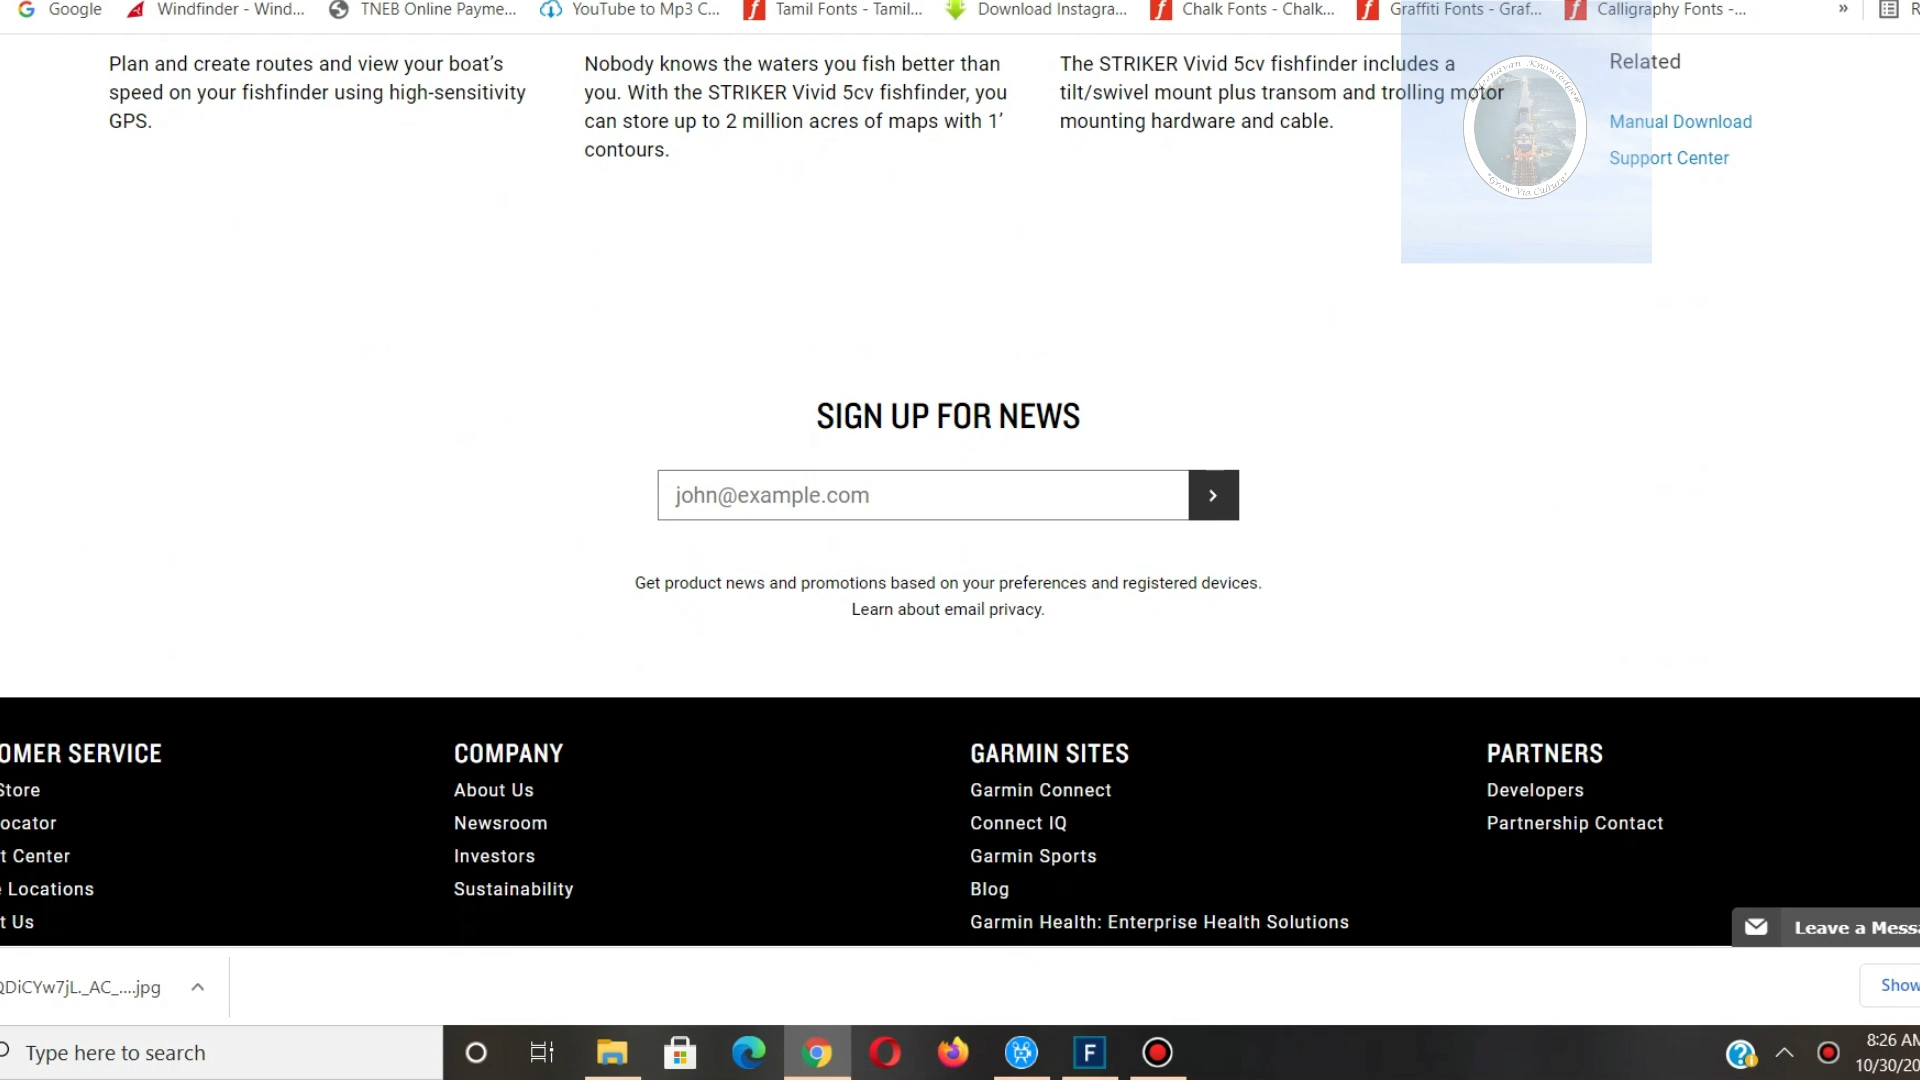 Google
Windfinder - Wind...
TNEB Online Payme...
YouTube to Mp3 C...
Tamil Fonts - Tamil...
Download Instagra...
Chalk Fonts - Chalk...
Graffiti Fonts - Graf...
Calligraphy Fonts -...
»
Plan and create routes and view your boat’s
speed on your fishfinder using high-sensitivity
GPS.
Nobody knows the waters you fish better than
you. With the STRIKER Vivid 5cv fishfinder, you
can store up to 2 million acres of maps with 1’
contours.
The STRIKER Vivid 5cv fishfinder includes a
tilt/swivel mount plus transom and trolling motor
mounting hardware and cable.
"Grow Via Culture"
Related
Manual Download
Support Center
SIGN UP FOR NEWS
john@example.com
Get product news and promotions based on your preferences and registered devices.
Learn about email privacy.
OMER SERVICE
Store
ocator
t Center
Locations
t Us
COMPANY
About Us
Newsroom
Investors
Sustainability
GARMIN SITES
Garmin Connect
Connect IQ
Garmin Sports
Blog
Garmin Health: Enterprise Health Solutions
PARTNERS
Developers
Partnership Contact
Leave a Messa
QDiCYw7jL._AC_....jpg
Show
Type here to search
F
8:26 AM
10/30/20